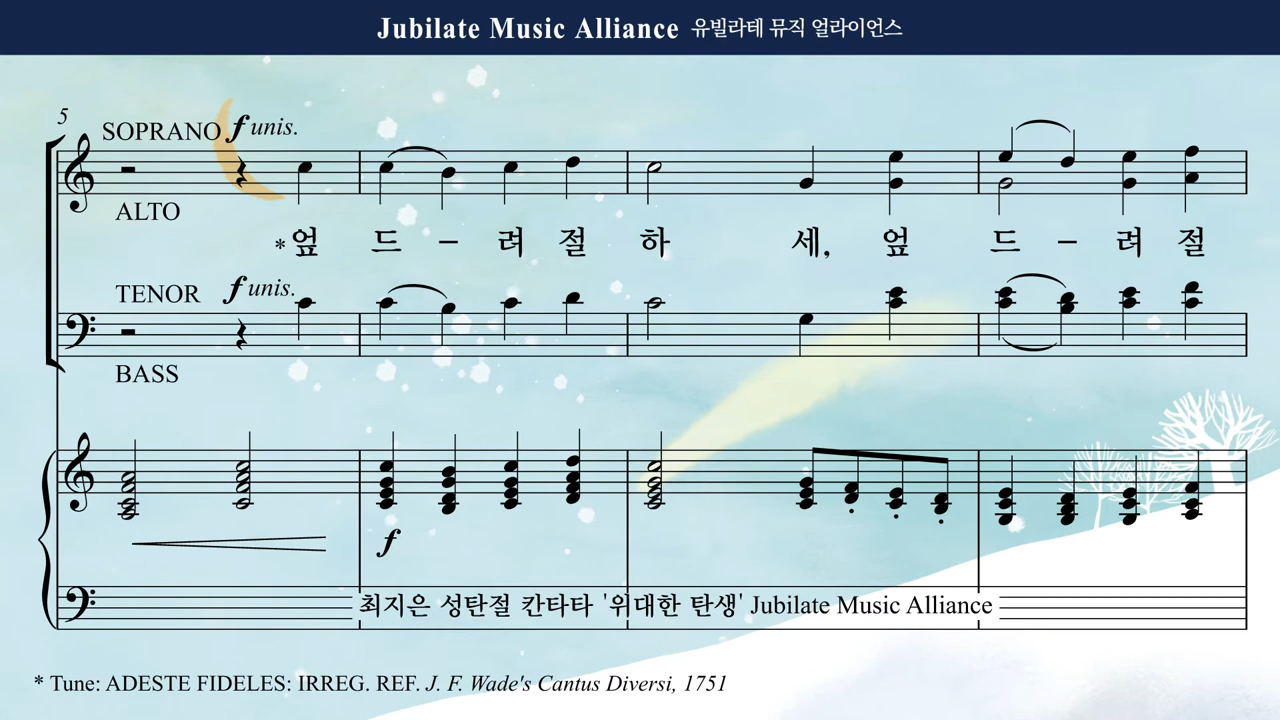 Jubilate Music Alliance 유빌라테 뮤직 얼라이언스
5
SOPRANO f unis.
ALTO
*엎 드 – 려 절 하 세, 엎 드 – 려 절
TENOR f unis.
BASS
f
최지은 성탄절 칸타타 '위대한 탄생' Jubilate Music Alliance
* Tune: ADESTE FIDELES: IRREG. REF. J. F. Wade's Cantus Diversi, 1751